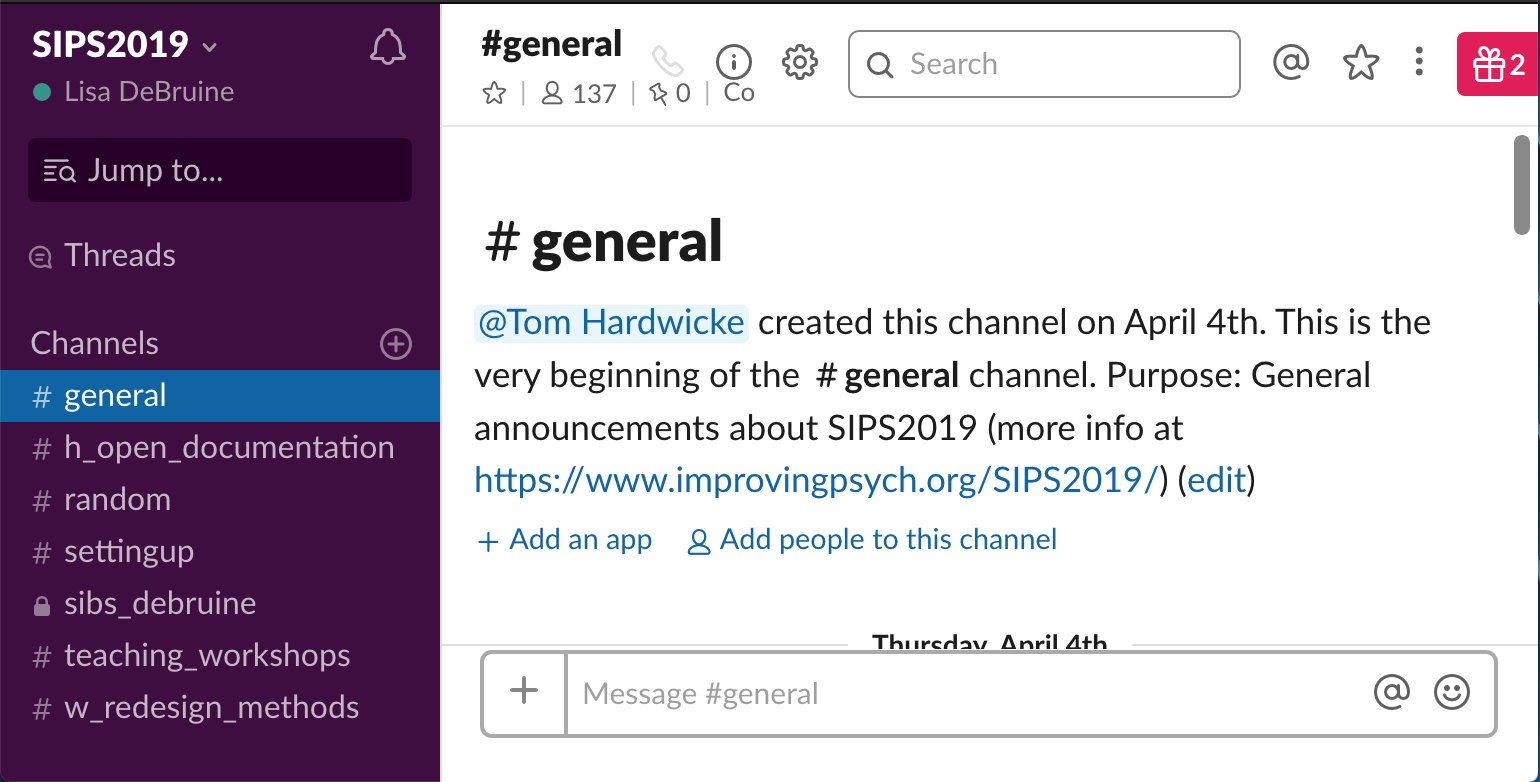 SIPS2019
Lisa DeBruine
Jump to...
Threads
Channels
# general
# h_open_documentation
# random
# settingup
sibs_debruine
# teaching_workshops
# w_redesign_methods
#general
137 | 0 | Co
Search
2
# general
@Tom Hardwicke created this channel on April 4th. This is the
very beginning of the # general channel. Purpose: General
announcements about SIPS2019 (more info at
https://www.improvingpsych.org/SIPS2019/) (edit)
+ Add an app Add people to this channel
Thursday, April 4th
Message #general